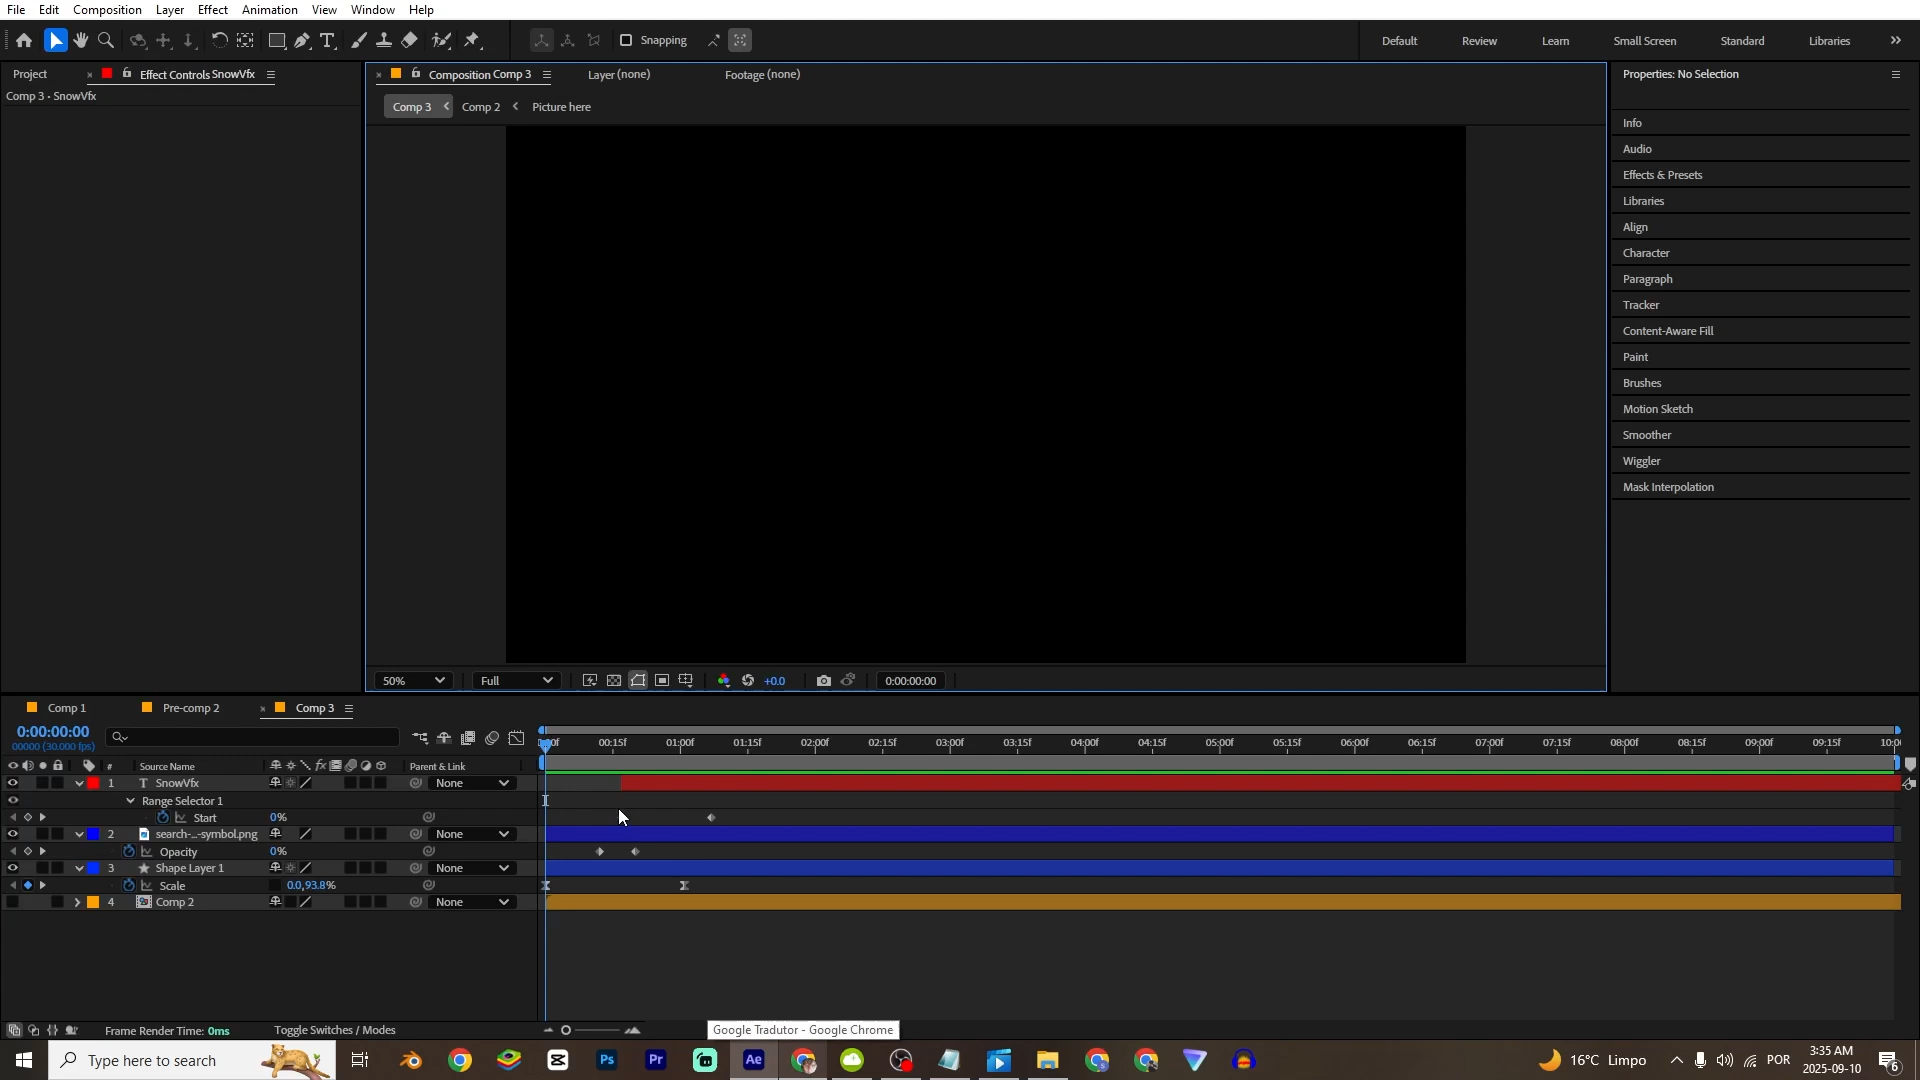 File Edit Composition Layer Effect Animation View Window Help
Snapping
Default Review Learn Small Screen Standard Libraries
Project Effect Controls SnowVfx
Comp 3 • SnowVfx
Composition Comp 3 Layer (none) Footage (none)
Comp 3 Comp 2 Picture here
Properties: No Selection
Info
Audio
Effects & Presets
Libraries
Align
Character
Paragraph
Tracker
Content-Aware Fill
Paint
Brushes
Motion Sketch
Smoother
Wiggler
Mask Interpolation
50% Full +0.0 0:00:00:00
Comp 1 Pre-comp 2 Comp 3
0:00:00:00
00000 (30.000 fps)
00:15f 01:00f 01:15f 02:00f 02:15f 03:00f 03:15f 04:00f 04:15f 05:00f 05:15f 06:00f 06:15f 07:00f 07:15f 08:00f 08:15f 09:00f 09:15f
# Source Name fx Parent & Link
1 T SnowVfx None
Range Selector 1
Start 0%
2 search-...-symbol.png None
Opacity 0%
3 Shape Layer 1 None
Scale 0.0,93.8%
4 Comp 2 None
Frame Render Time: 0ms Toggle Switches / Modes
Google Tradutor - Google Chrome
Type here to search
Ps Pr Ae
16°C Limpo
POR
3:35 AM
2025-09-10
6